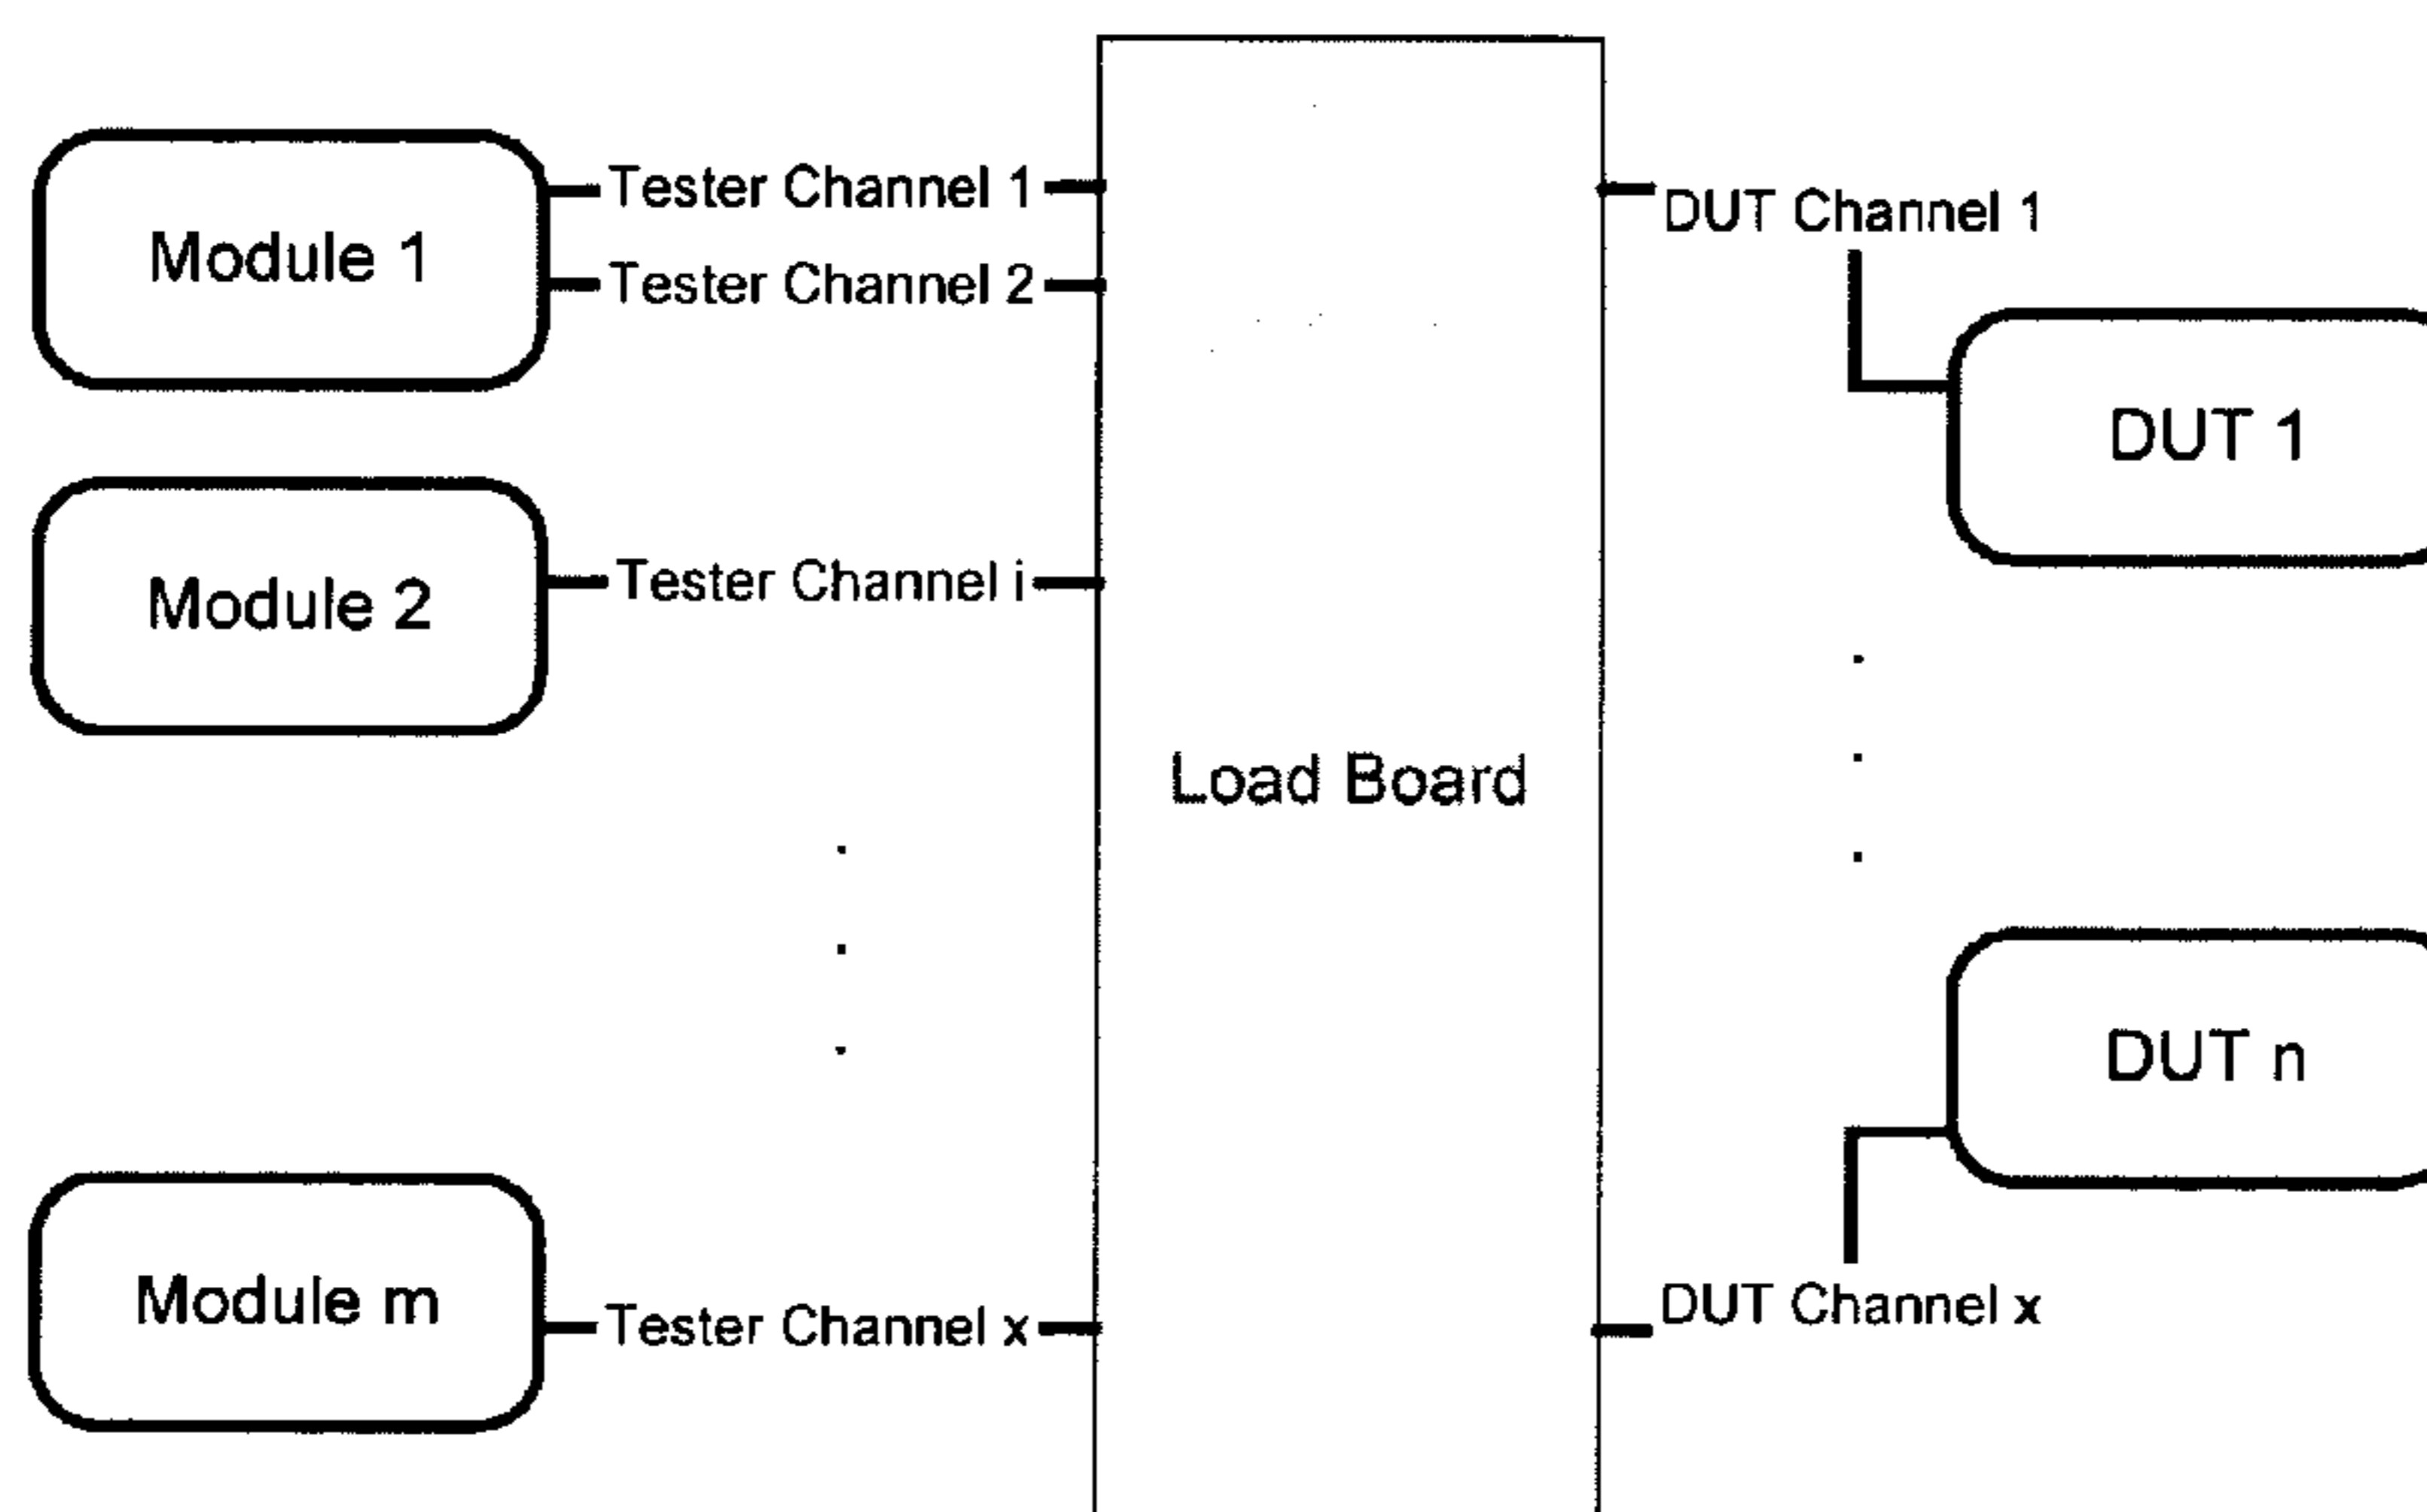 Module 1
Tester Channel 1
Tester Channel 2
DUT Channel 1
DUT 1
Module 2
Tester Channel i
Load Board
DUT n
Module m
Tester Channel x
DUT Channel x